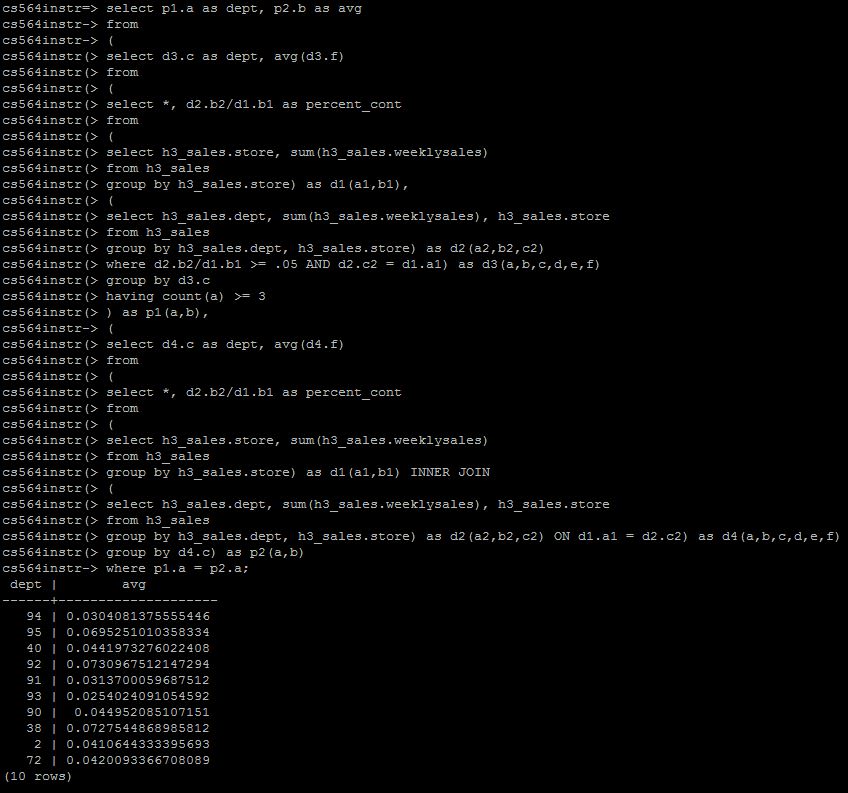 cs564instr=> select p1.a as dept, p2.b as avg
cs564instr-> from
cs564instr-> (
cs564instr(> select d3.c as dept, avg(d3.f)
cs564instr(> from
cs564instr(> (
cs564instr(> select *, d2.b2/d1.b1 as percent_cont
cs564instr(> from
cs564instr(> (
cs564instr(> select h3_sales.store, sum(h3_sales.weeklysales)
cs564instr(> from h3_sales
cs564instr(> group by h3_sales.store) as d1(a1,b1),
cs564instr(> (
cs564instr(> select h3_sales.dept, sum(h3_sales.weeklysales), h3_sales.store
cs564instr(> from h3_sales
cs564instr(> group by h3_sales.dept, h3_sales.store) as d2(a2,b2,c2)
cs564instr(> where d2.b2/d1.b1 >= .05 AND d2.c2 = d1.a1) as d3(a,b,c,d,e,f)
cs564instr(> group by d3.c
cs564instr(> having count(a) >= 3
cs564instr(> ) as p1(a,b),
cs564instr-> (
cs564instr(> select d4.c as dept, avg(d4.f)
cs564instr(> from
cs564instr(> (
cs564instr(> select *, d2.b2/d1.b1 as percent_cont
cs564instr(> from
cs564instr(> (
cs564instr(> select h3_sales.store, sum(h3_sales.weeklysales)
cs564instr(> from h3_sales
cs564instr(> group by h3_sales.store) as d1(a1,b1) INNER JOIN
cs564instr(> (
cs564instr(> select h3_sales.dept, sum(h3_sales.weeklysales), h3_sales.store
cs564instr(> from h3_sales
cs564instr(> group by h3_sales.dept, h3_sales.store) as d2(a2,b2,c2) ON d1.a1 = d2.c2) as d4(a,b,c,d,e,f)
cs564instr(> group by d4.c) as p2(a,b)
cs564instr-> where p1.a = p2.a;
 dept |        avg
------+--------------------
   94 | 0.0304081375555446
   95 | 0.0695251010358334
   40 | 0.0441973276022408
   92 | 0.0730967512147294
   91 | 0.0313700059687512
   93 | 0.0254024091054592
   90 |  0.044952085107151
   38 | 0.0727544868985812
    2 | 0.0410644333395693
   72 | 0.0420093366708089
(10 rows)